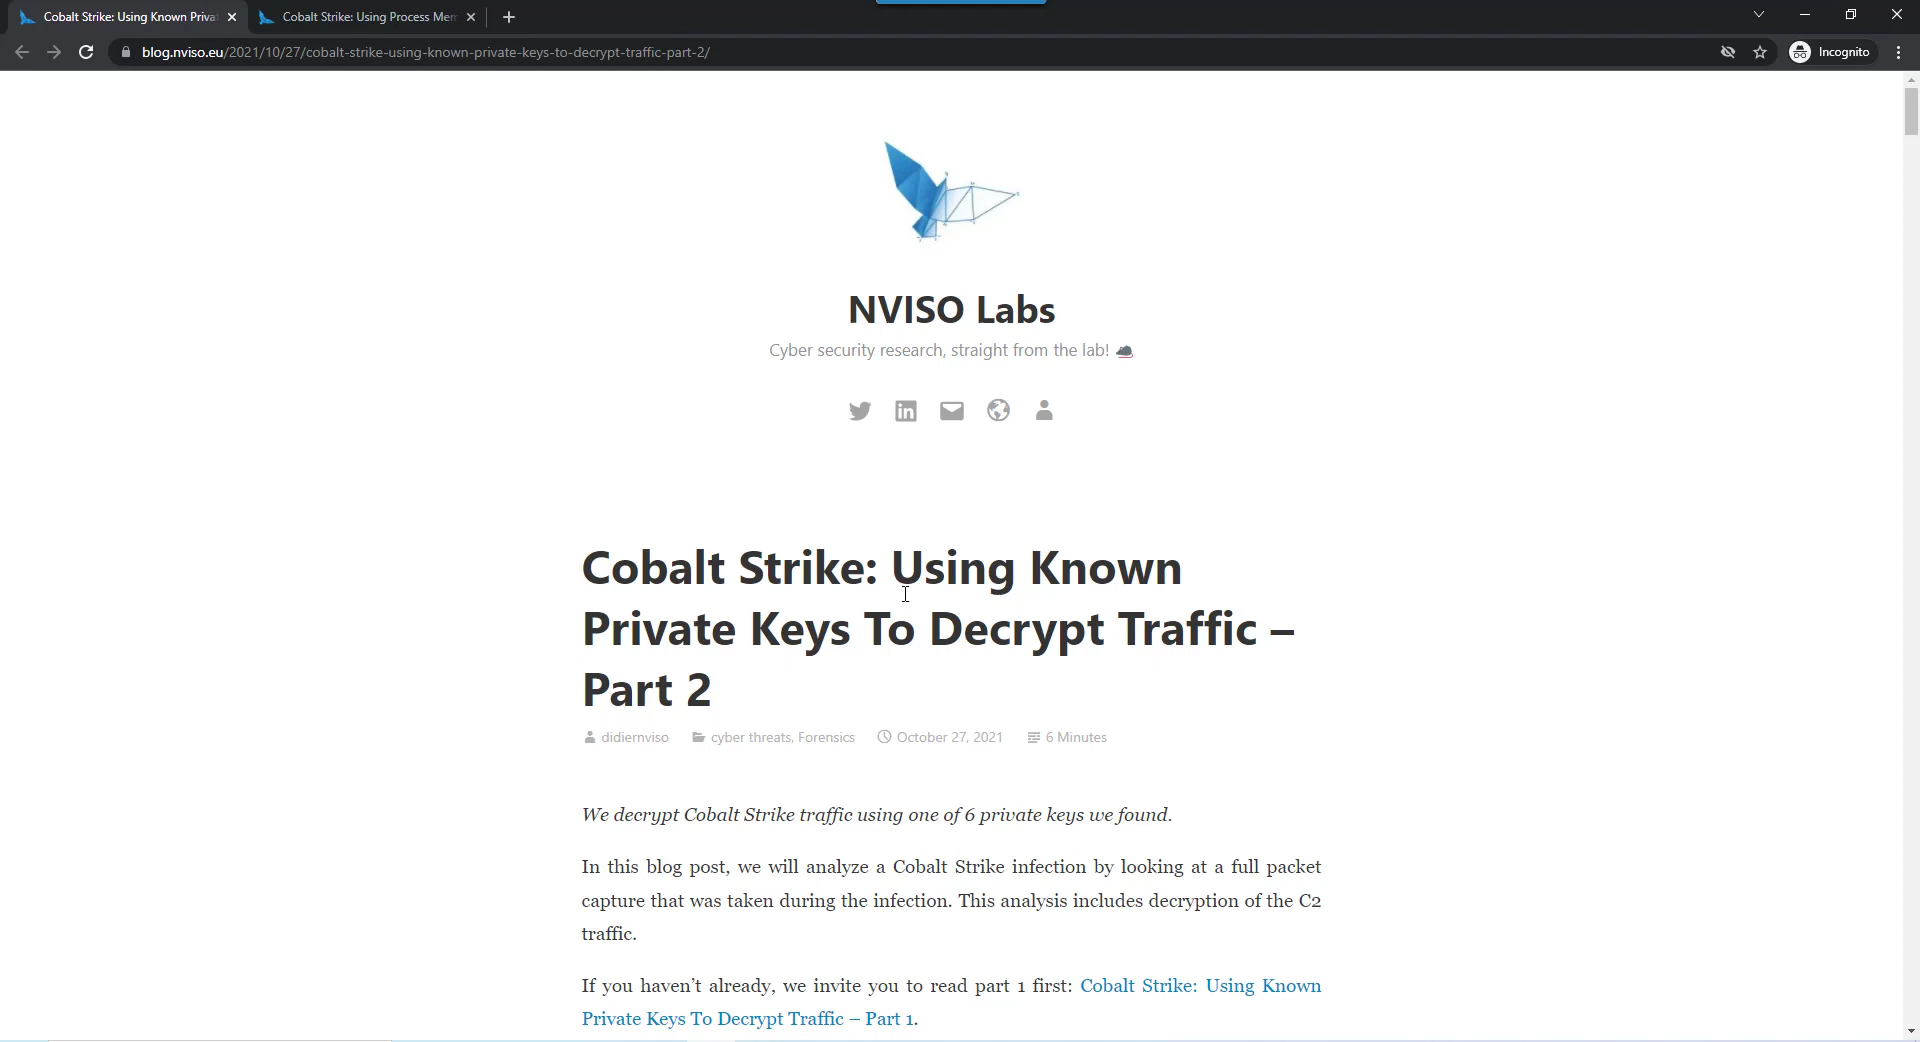 Cobalt Strike: Using Known Priva
Cobalt Strike: Using Process Mem
blog.nviso.eu/2021/10/27/cobalt-strike-using-known-private-keys-to-decrypt-traffic-part-2/
Incognito
NVISO Labs
Cyber security research, straight from the lab!
in
Cobalt Strike: Using Known
Private Keys To Decrypt Traffic –
Part 2
didiernviso cyber threats, Forensics October 27, 2021 6 Minutes
We decrypt Cobalt Strike traffic using one of 6 private keys we found.
In this blog post, we will analyze a Cobalt Strike infection by looking at a full packet
capture that was taken during the infection. This analysis includes decryption of the C2
traffic.
If you haven’t already, we invite you to read part 1 first: Cobalt Strike: Using Known
Private Keys To Decrypt Traffic – Part 1.